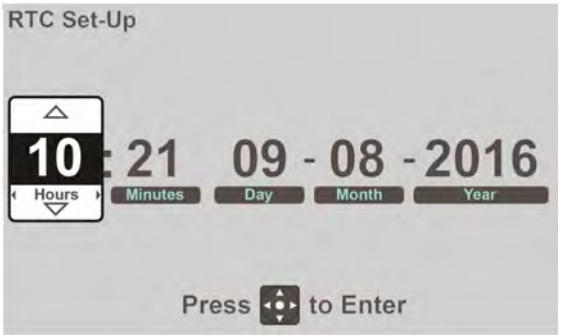 RTC Set-Up
10 : 21 09 - 08 - 2016
Hours Minutes Day Month Year
Press to Enter